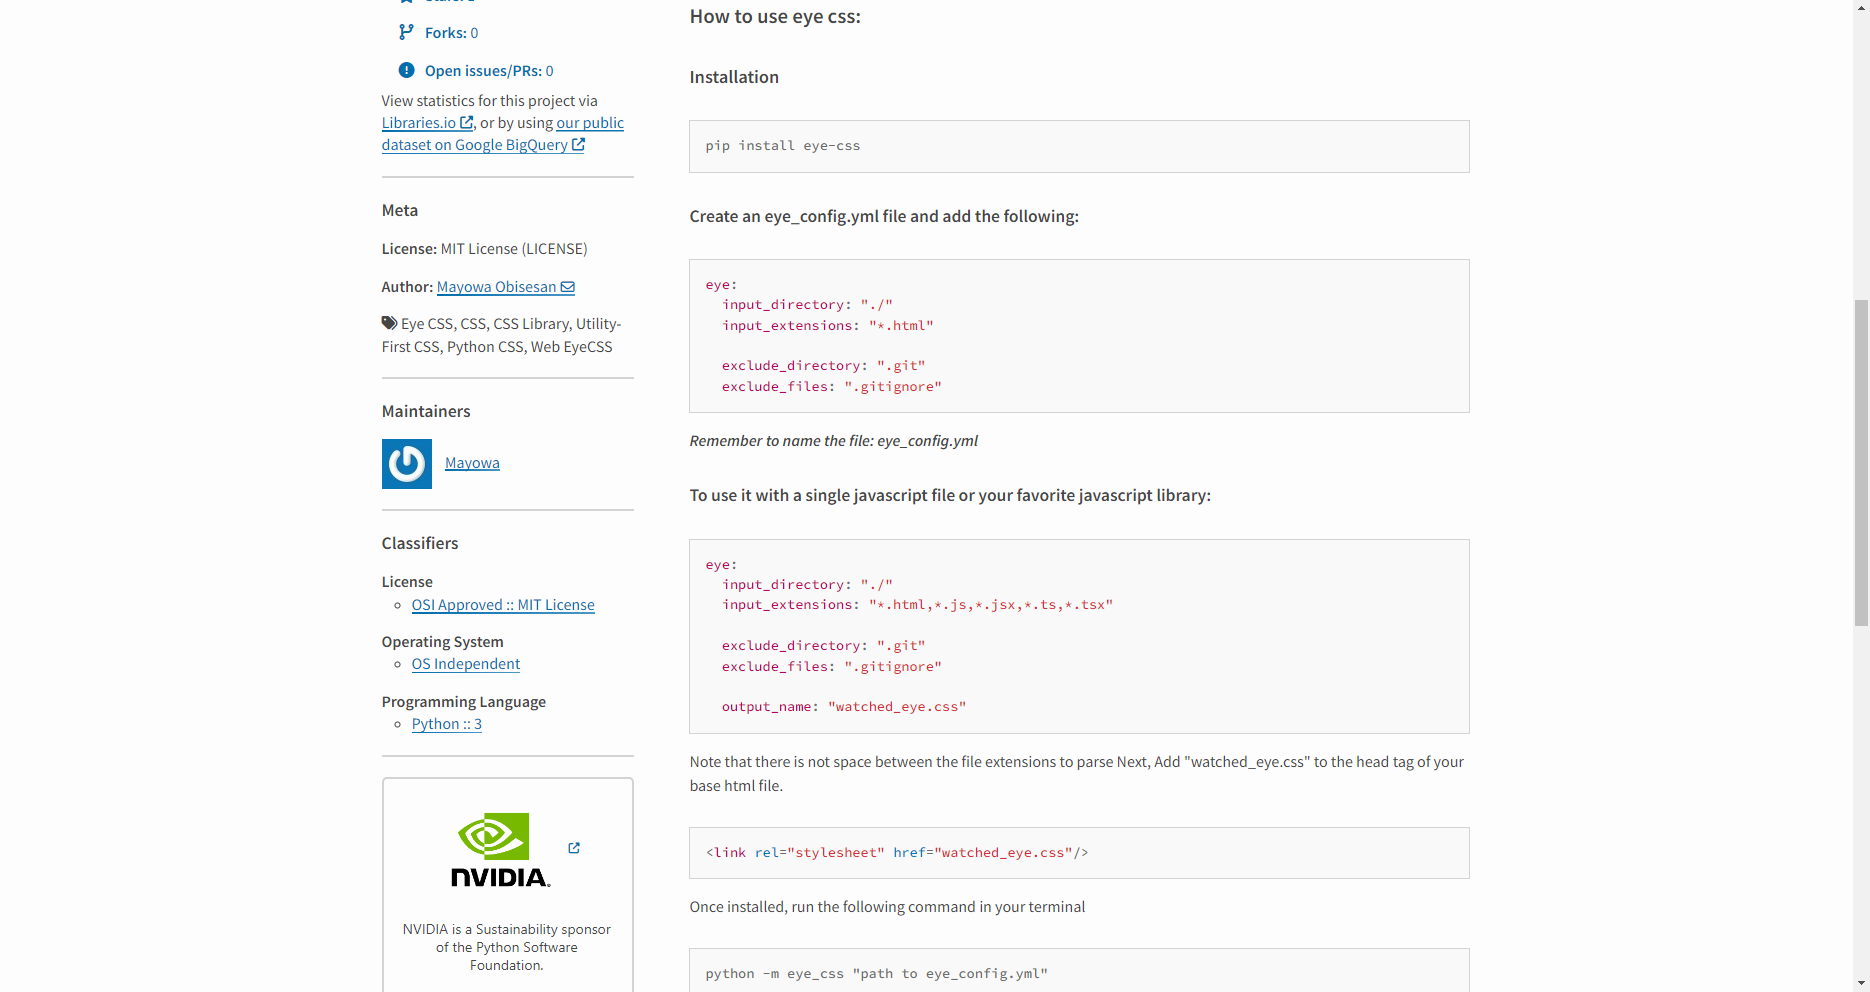 Forks: 0
Open issues/PRs: 0
View statistics for this project via
Libraries.io, or by using our public
dataset on Google BigQuery
Meta
License: MIT License (LICENSE)
Author: Mayowa Obisesan
Eye CSS, CSS, CSS Library, Utility-
First CSS, Python CSS, Web EyeCSS
Maintainers
Mayowa
Classifiers
License
OSI Approved :: MIT License
Operating System
OS Independent
Programming Language
Python :: 3
NVIDIA.
NVIDIA is a Sustainability sponsor
of the Python Software
Foundation.
How to use eye css:
Installation
pip install eye-css
Create an eye_config.yml file and add the following:
eye:
  input_directory: "./"
  input_extensions: "*.html"
  exclude_directory: ".git"
  exclude_files: ".gitignore"
Remember to name the file: eye_config.yml
To use it with a single javascript file or your favorite javascript library:
eye:
  input_directory: "./"
  input_extensions: "*.html,*.js,*.jsx,*.ts,*.tsx"
  exclude_directory: ".git"
  exclude_files: ".gitignore"
  output_name: "watched_eye.css"
Note that there is not space between the file extensions to parse Next, Add "watched_eye.css" to the head tag of your
base html file.
<link rel="stylesheet" href="watched_eye.css"/>
Once installed, run the following command in your terminal
python -m eye_css "path to eye_config.yml"